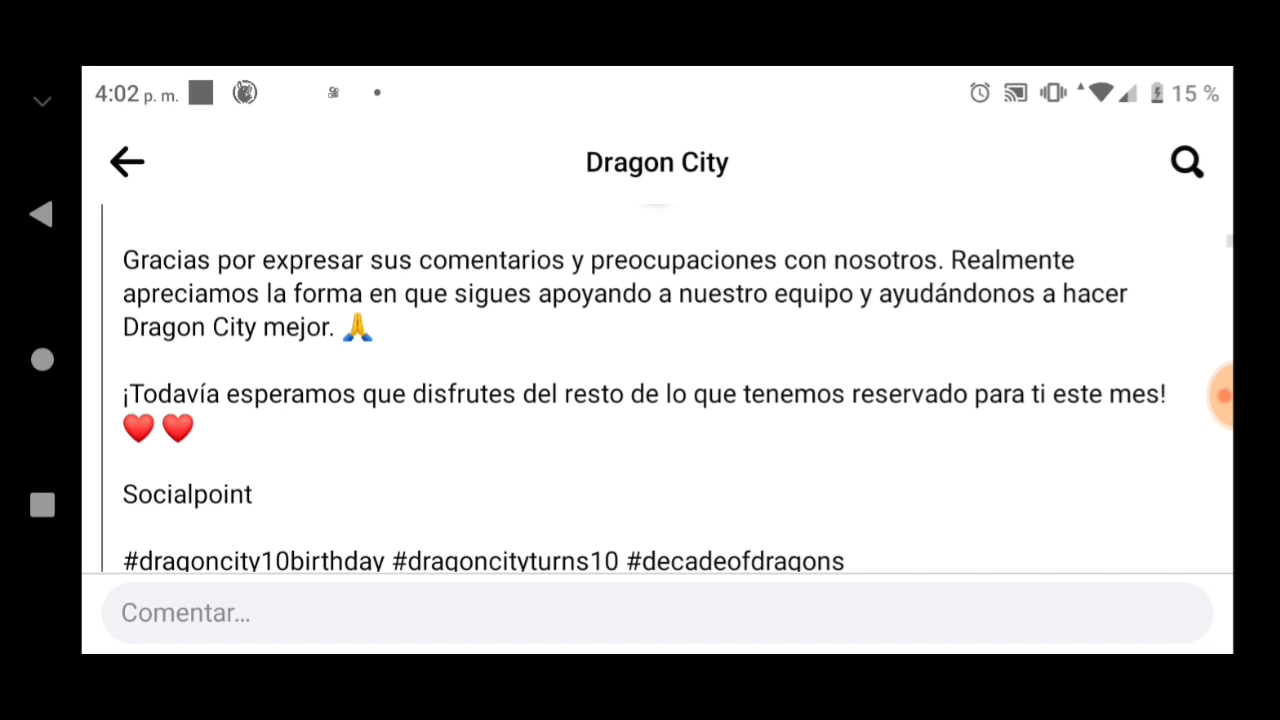 4:02 p. m.
15 %
Dragon City
Gracias por expresar sus comentarios y preocupaciones con nosotros. Realmente
apreciamos la forma en que sigues apoyando a nuestro equipo y ayudándonos a hacer
Dragon City mejor. 🙏
¡Todavía esperamos que disfrutes del resto de lo que tenemos reservado para ti este mes!
❤️ ❤️
Socialpoint
#dragoncity10birthday #dragoncityturns10 #decadeofdragons
Comentar...